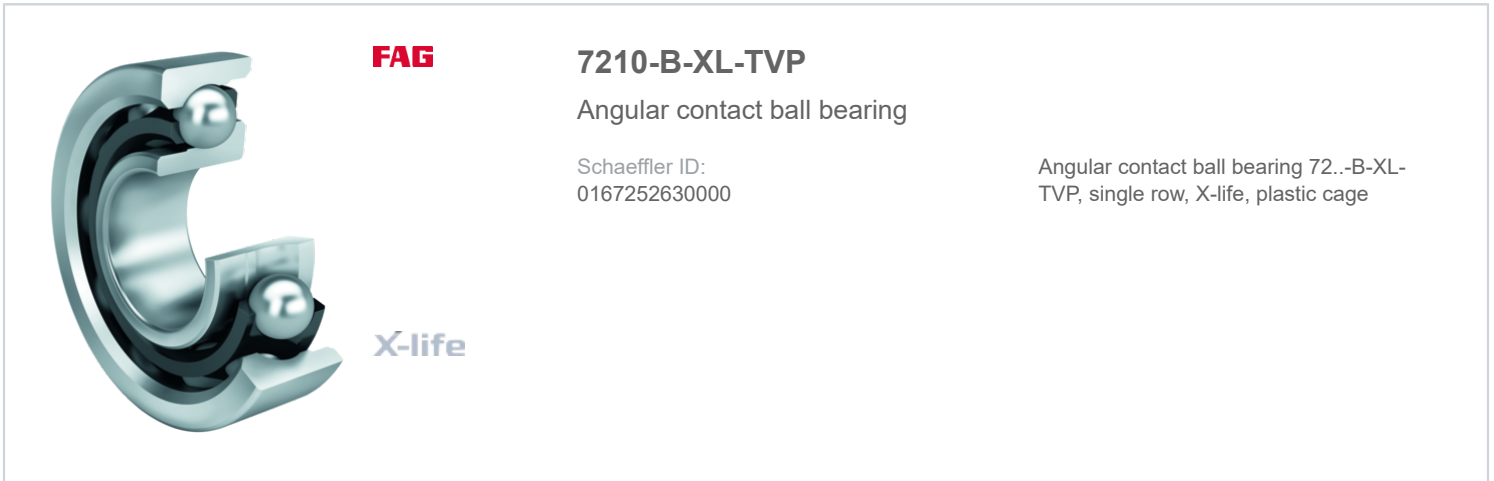 FAG
7210-B-XL-TVP
Angular contact ball bearing
Schaeffler ID:
0167252630000
Angular contact ball bearing 72..-B-XL-
TVP, single row, X-life, plastic cage
X-life